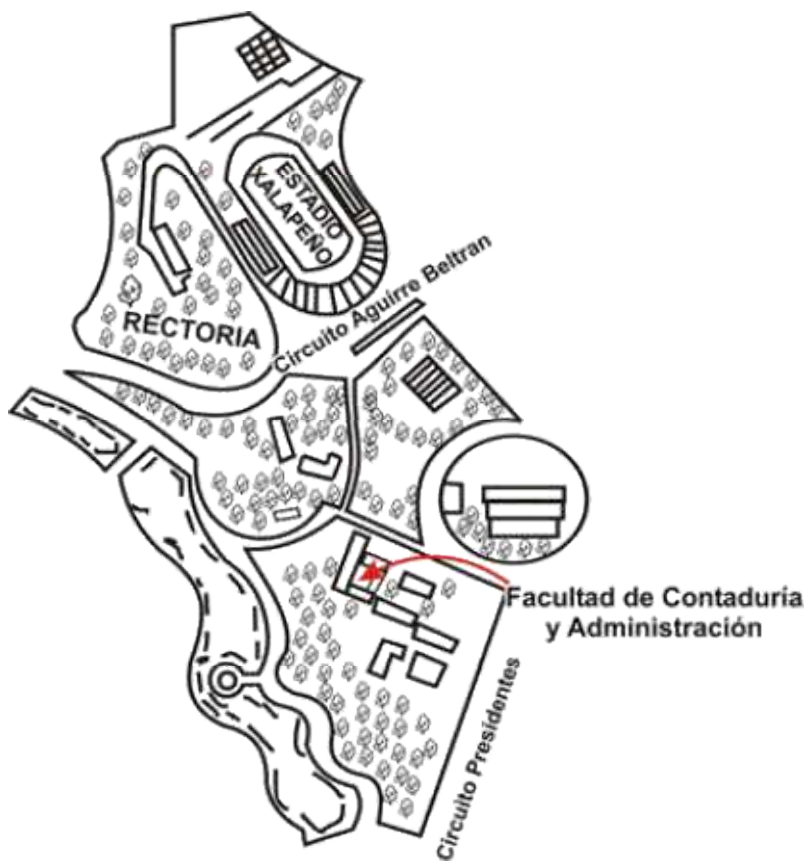 ESTADIO
XALAPEÑO
RECTORIA
Circuito Aguirre Beltran
Facultad de Contaduría
y Administración
Circuito Presidentes